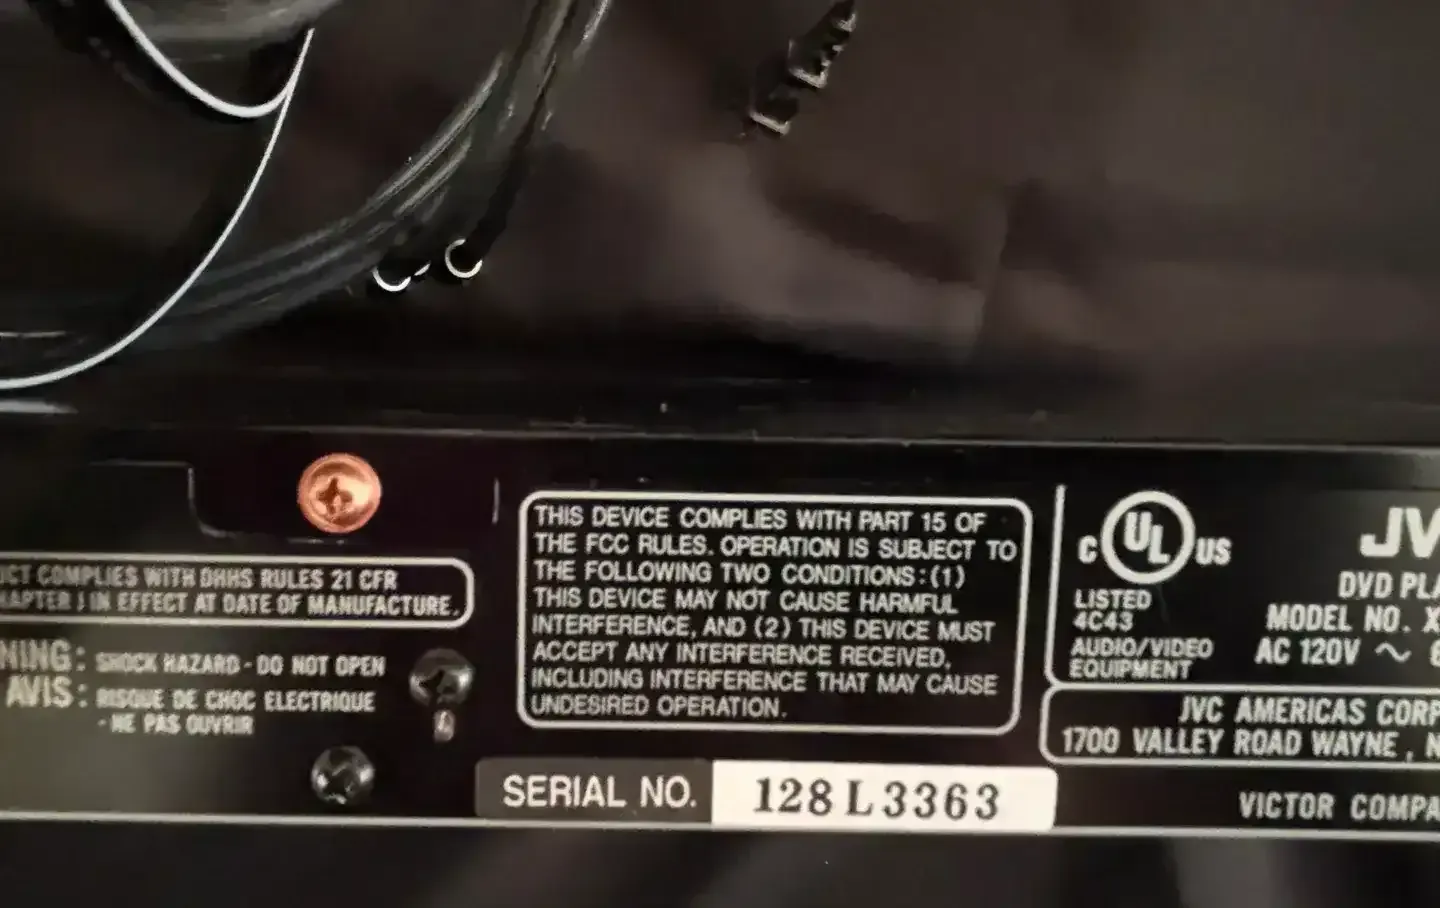 UCT COMPLIES WITH DHHS RULES 21 CFR
HAPTER J IN EFFECT AT DATE OF MANUFACTURE.
NING: SHOCK HAZARD - DO NOT OPEN
AVIS: RISQUE DE CHOC ELECTRIQUE
- NE PAS OUVRIR
THIS DEVICE COMPLIES WITH PART 15 OF
THE FCC RULES. OPERATION IS SUBJECT TO
THE FOLLOWING TWO CONDITIONS:(1)
THIS DEVICE MAY NOT CAUSE HARMFUL
INTERFERENCE, AND (2) THIS DEVICE MUST
ACCEPT ANY INTERFERENCE RECEIVED,
INCLUDING INTERFERENCE THAT MAY CAUSE
UNDESIRED OPERATION.
SERIAL NO. 128L3363
C UL US
LISTED
4C43
AUDIO/VIDEO
EQUIPMENT
JV
DVD PLA
MODEL NO. X
AC 120V ~ 6
JVC AMERICAS CORP
1700 VALLEY ROAD WAYNE, N
VICTOR COMPA